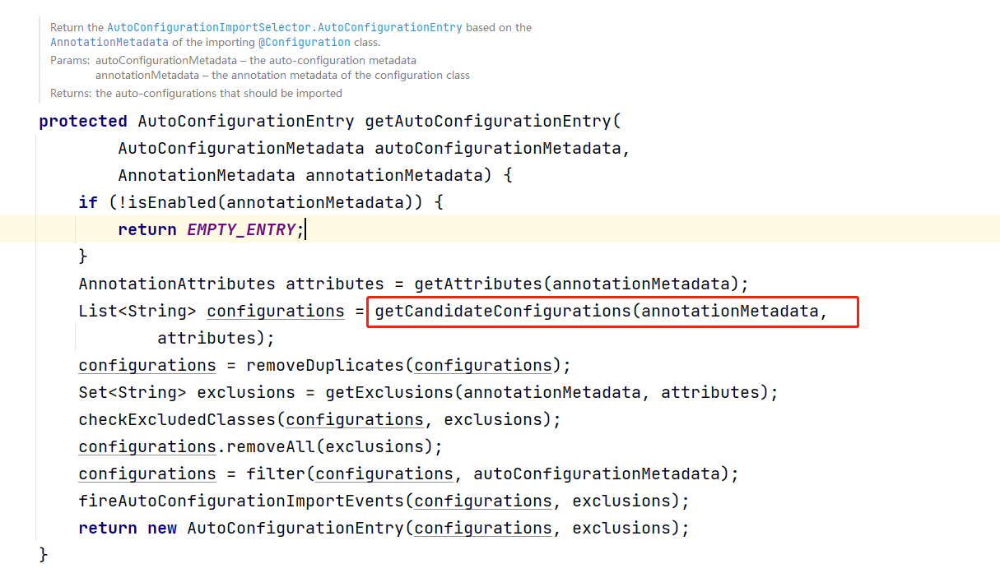 Return the AutoConfigurationImportSelector.AutoConfigurationEntry based on the
AnnotationMetadata of the importing @Configuration class.
Params: autoConfigurationMetadata – the auto-configuration metadata
annotationMetadata – the annotation metadata of the configuration class
Returns: the auto-configurations that should be imported
protected AutoConfigurationEntry getAutoConfigurationEntry(
AutoConfigurationMetadata autoConfigurationMetadata,
AnnotationMetadata annotationMetadata) {
if (!isEnabled(annotationMetadata)) {
return EMPTY_ENTRY;
}
AnnotationAttributes attributes = getAttributes(annotationMetadata);
List<String> configurations = getCandidateConfigurations(annotationMetadata,
attributes);
configurations = removeDuplicates(configurations);
Set<String> exclusions = getExclusions(annotationMetadata, attributes);
checkExcludedClasses(configurations, exclusions);
configurations.removeAll(exclusions);
configurations = filter(configurations, autoConfigurationMetadata);
fireAutoConfigurationImportEvents(configurations, exclusions);
return new AutoConfigurationEntry(configurations, exclusions);
}